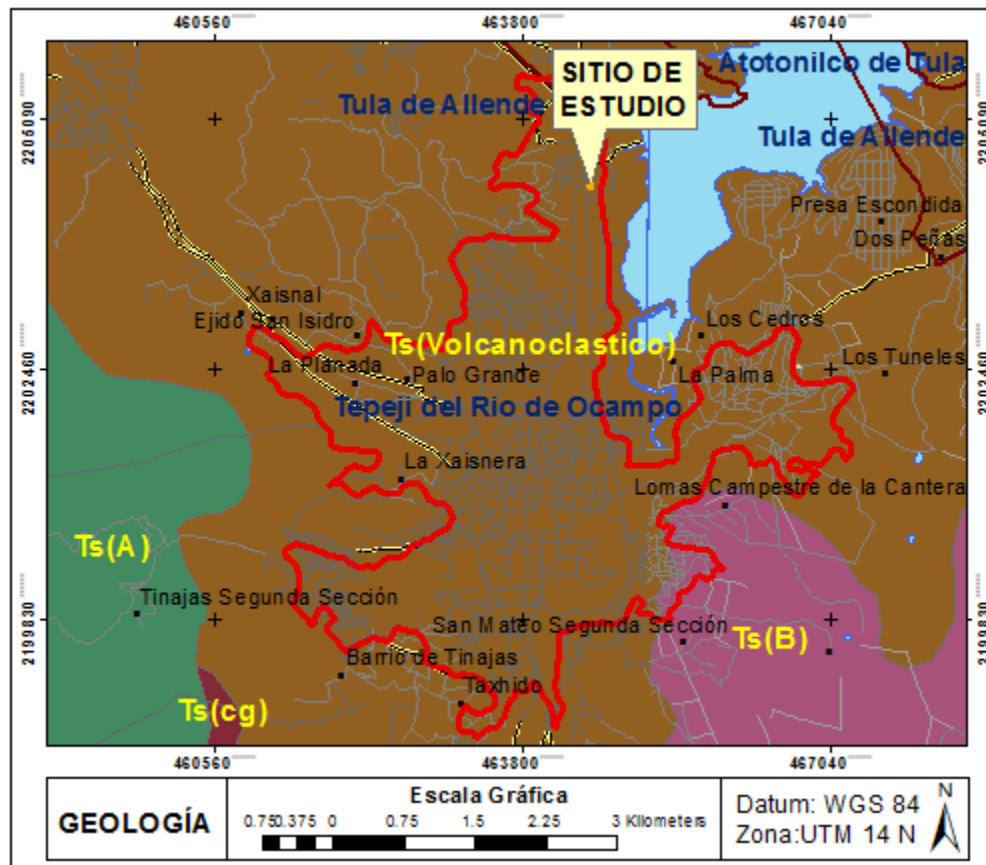 460560 463800 467040
SITIO DE
ESTUDIO
Atotonilco de Tula
Tula de Allende
Tula de Allende
2206090
2206090
Presa Escondida
Dos Peñas
Xaisnal
Ejido San Isidro
Ts(Volcanoclastico)
Los Cedros
2202460
2202460
La Planada
Palo Grande
La Palma
Los Tuneles
Tepeji del Rio de Ocampo
La Xaisnera
Lomas Campestre de la Cantera
Ts(A)
Tinajas Segunda Sección
2199830
2199830
San Mateo Segunda Sección
Ts(B)
Barrio de Tinajas
Taxhido
Ts(cg)
460560 463800 467040
GEOLOGÍA
Escala Gráfica
0.75 0.375 0 0.75 1.5 2.25 3 Kilometers
Datum: WGS 84
Zona:UTM 14 N
N